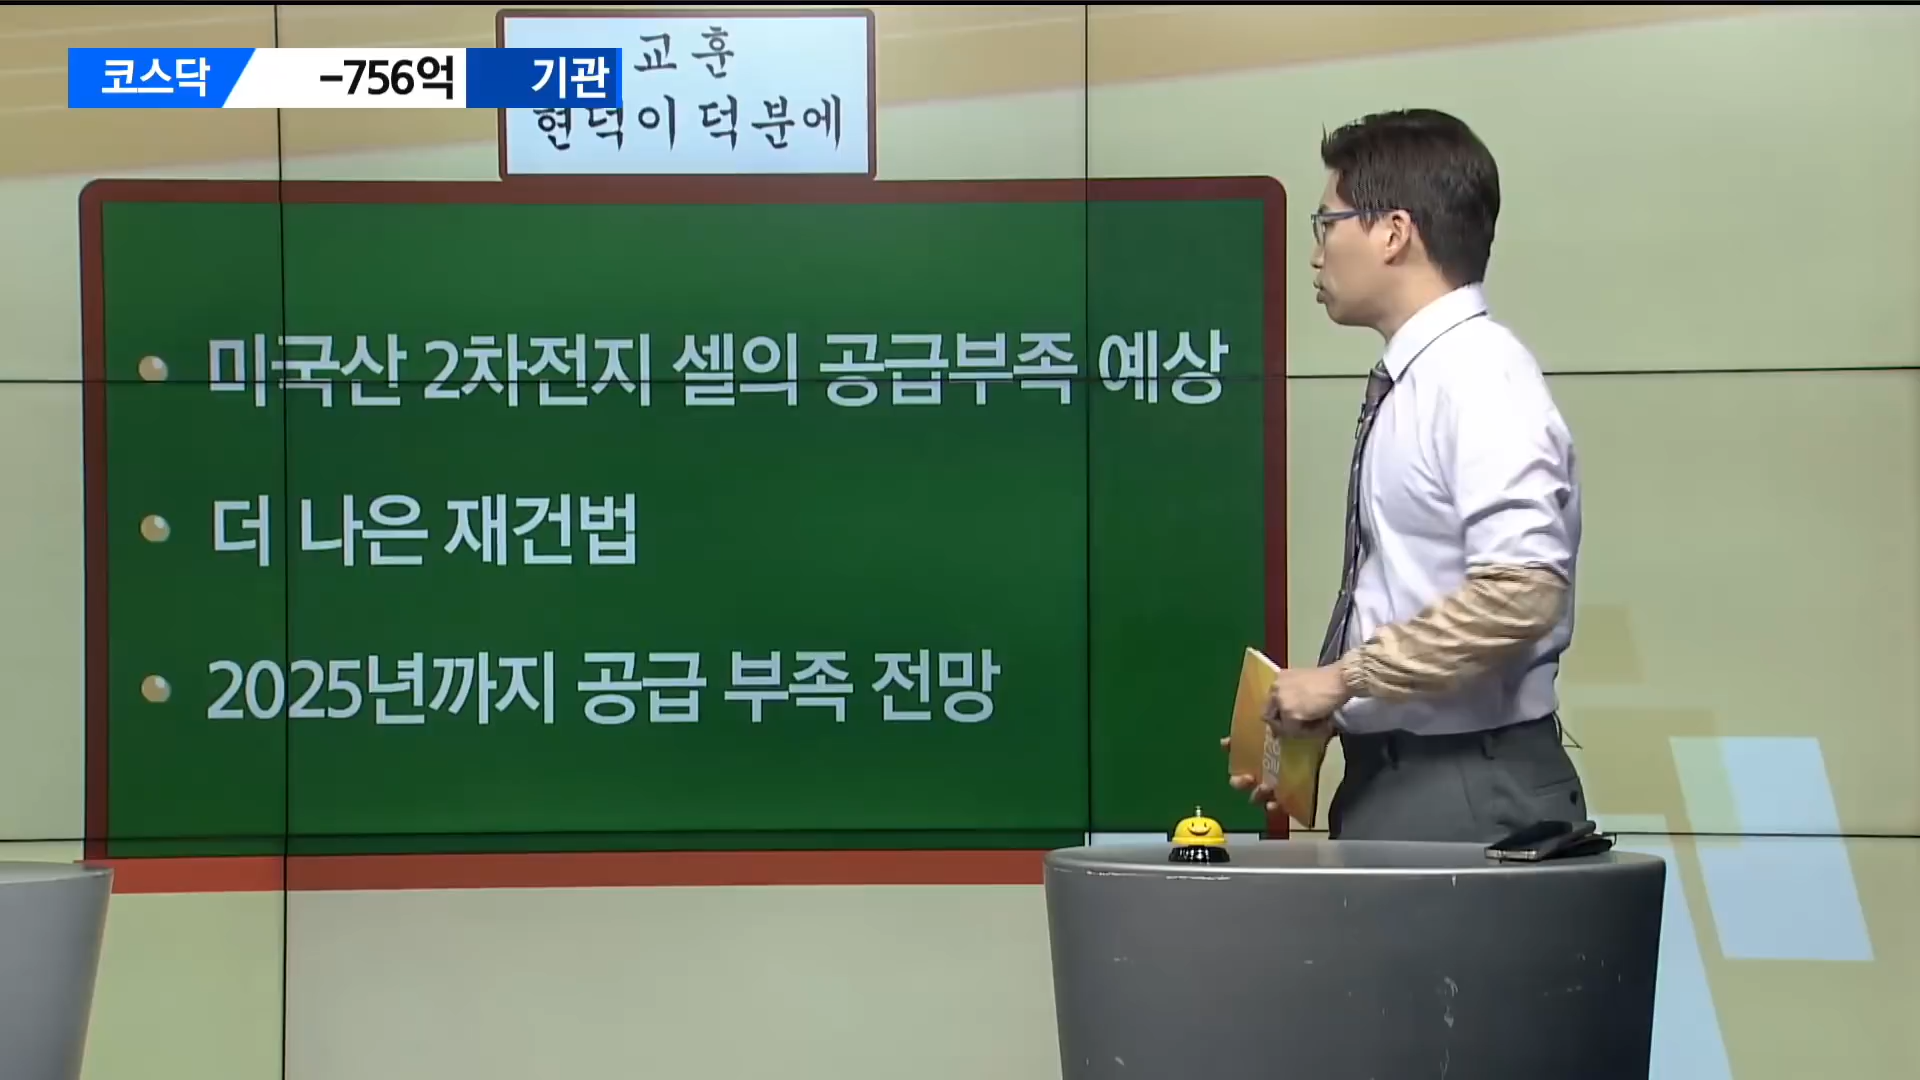 코스닥 -756억 기관
교훈
현덕이 덕분에
미국산 2차전지 셀의 공급부족 예상
더 나은 재건법
2025년까지 공급 부족 전망